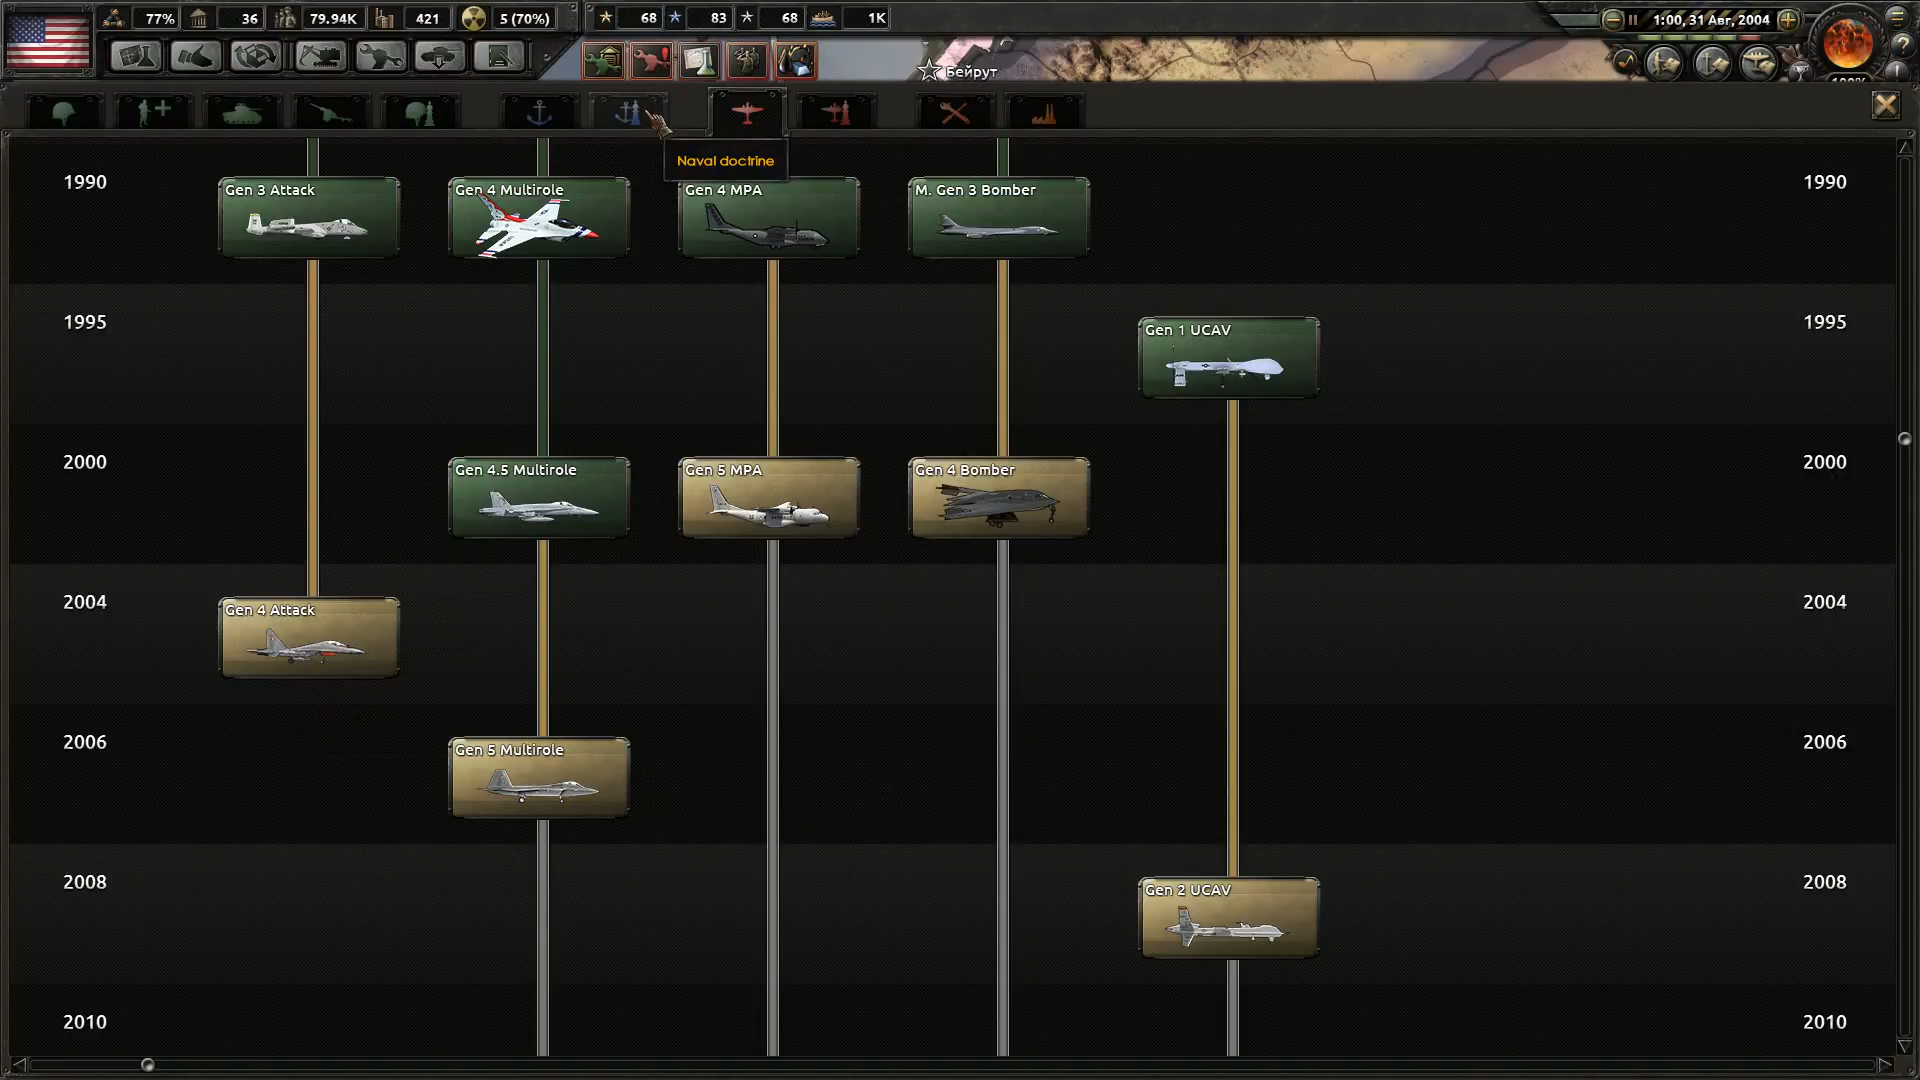 77% 36 79.94K 421 5 (70%) 68 83 68 1K 1:00, 31 Авг, 2004
Бейрут
100%
Naval doctrine
1990 Gen 3 Attack Gen 4 Multirole Gen 4 MPA M. Gen 3 Bomber 1990
1995 Gen 1 UCAV 1995
2000 Gen 4.5 Multirole Gen 5 MPA Gen 4 Bomber 2000
2004 Gen 4 Attack 2004
2006 Gen 5 Multirole 2006
2008 Gen 2 UCAV 2008
2010 2010